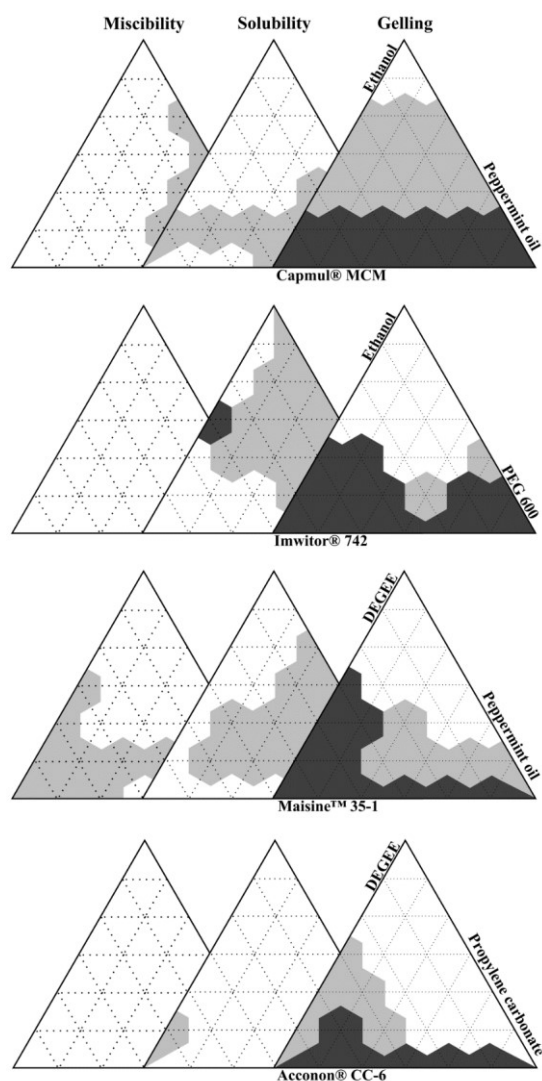 Miscibility Solubility Gelling
Ethanol
Peppermint oil
Capmul® MCM
Ethanol
PEG 600
Imwitor® 742
DEGEE
Peppermint oil
Maisine™ 35-1
DEGEE
Propylene carbonate
Acconon® CC-6